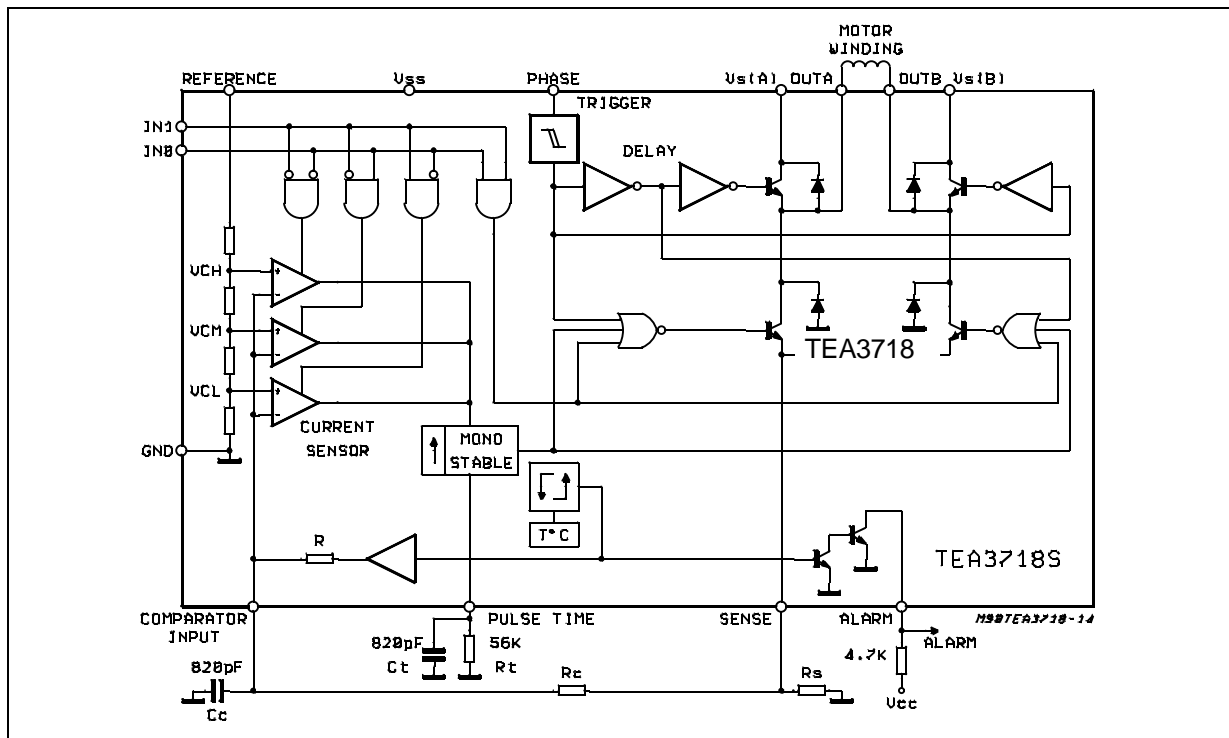 MOTOR
WINDING
REFERENCE
Vss
PHASE
Vs(A)
OUTA
OUTB
Vs(B)
TRIGGER
IN1
IN0
DELAY
VCH
VCM
TEA3718
VCL
CURRENT
SENSOR
GND
MONO
STABLE
T°C
R
TEA3718S
COMPARATOR
INPUT
PULSE TIME
SENSE
ALARM
M90TEA3718-14
ALARM
820pF
Ct
56K
Rt
4.7K
820pF
Cc
Rc
Rs
Vcc